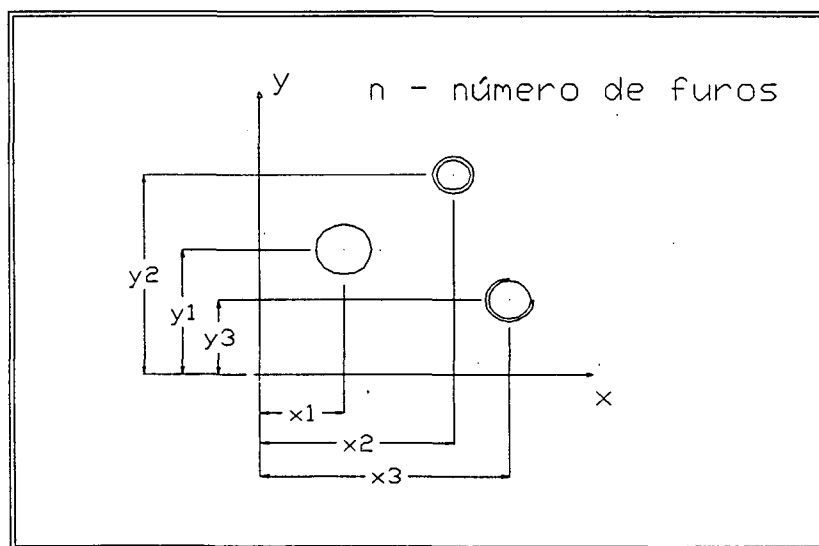 y
n - número de furos
y2
y1
y3
x
x1
x2
x3